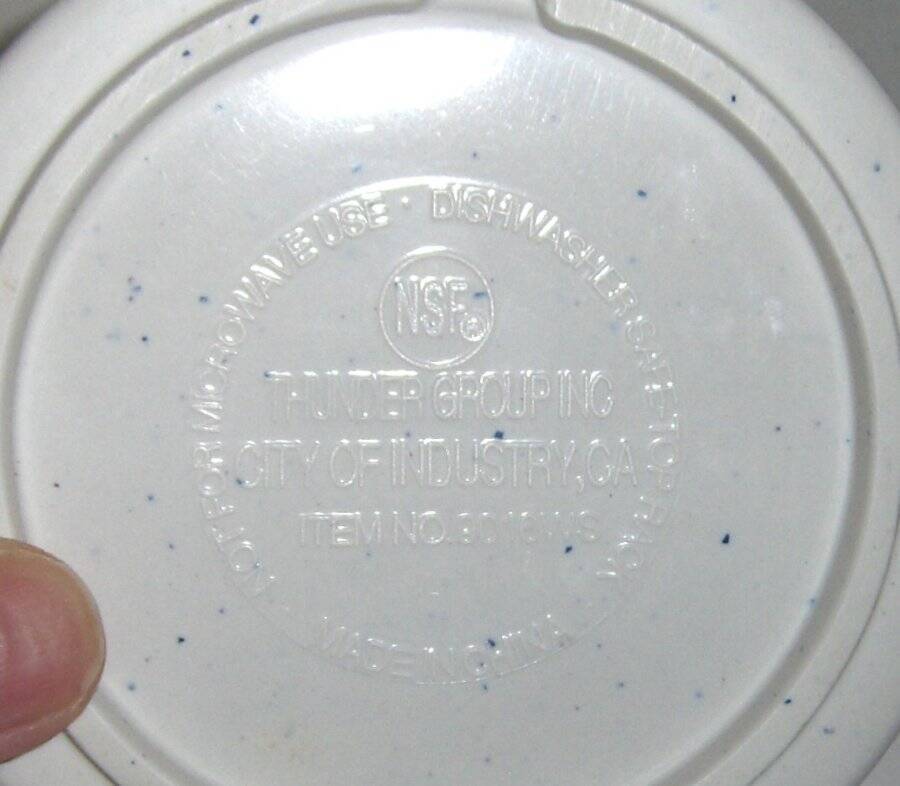 NOT FOR MICROWAVE USE · DISHWASHER SAFE-TOP RACK
NSF®
THUNDER GROUP INC
CITY OF INDUSTRY, CA
ITEM NO.
MADE IN CHINA